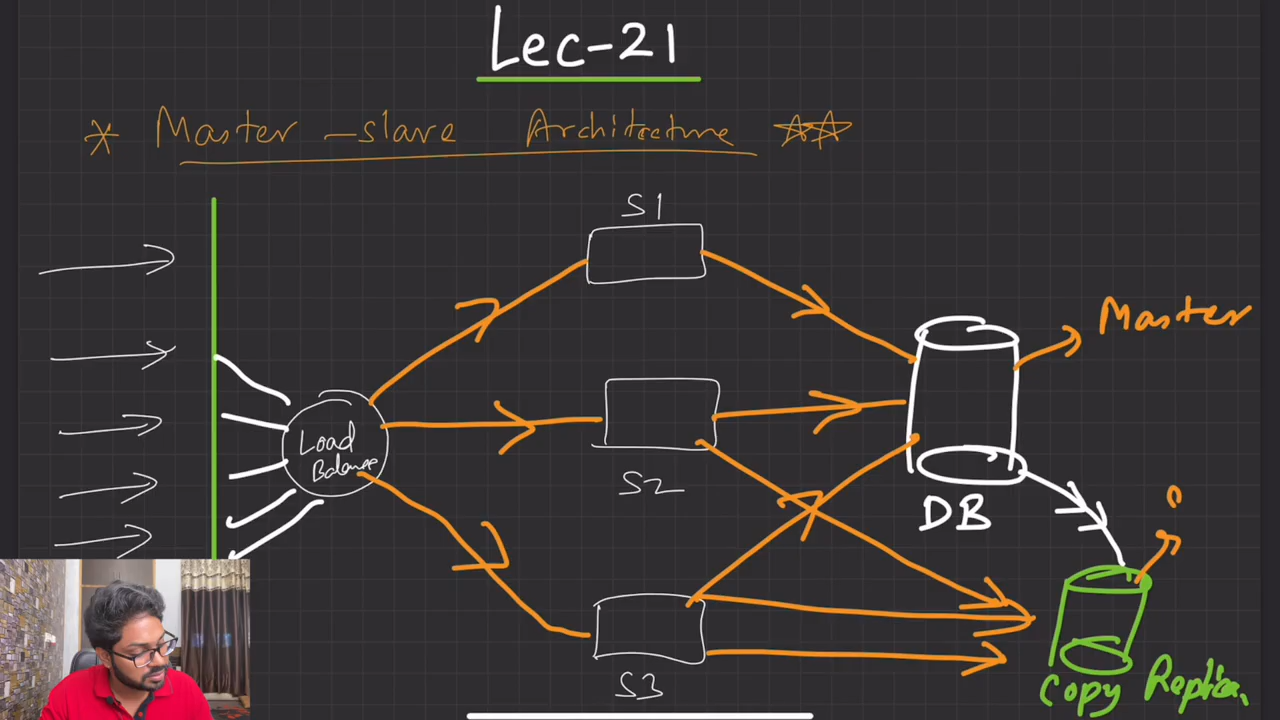 Lec-21
* Master -slave Architecture
S1
Master
Load
Balancer
S2
DB
S3
Copy Replica